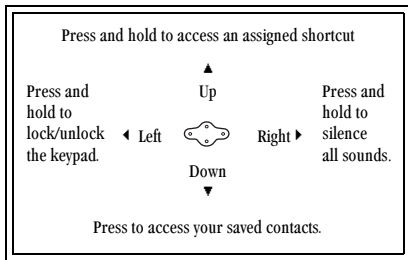 Press and hold to access an assigned shortcut
Up
Press and
hold to
lock/unlock
the keypad.
Left
Right
Press and
hold to
silence
all sounds.
Down
Press to access your saved contacts.